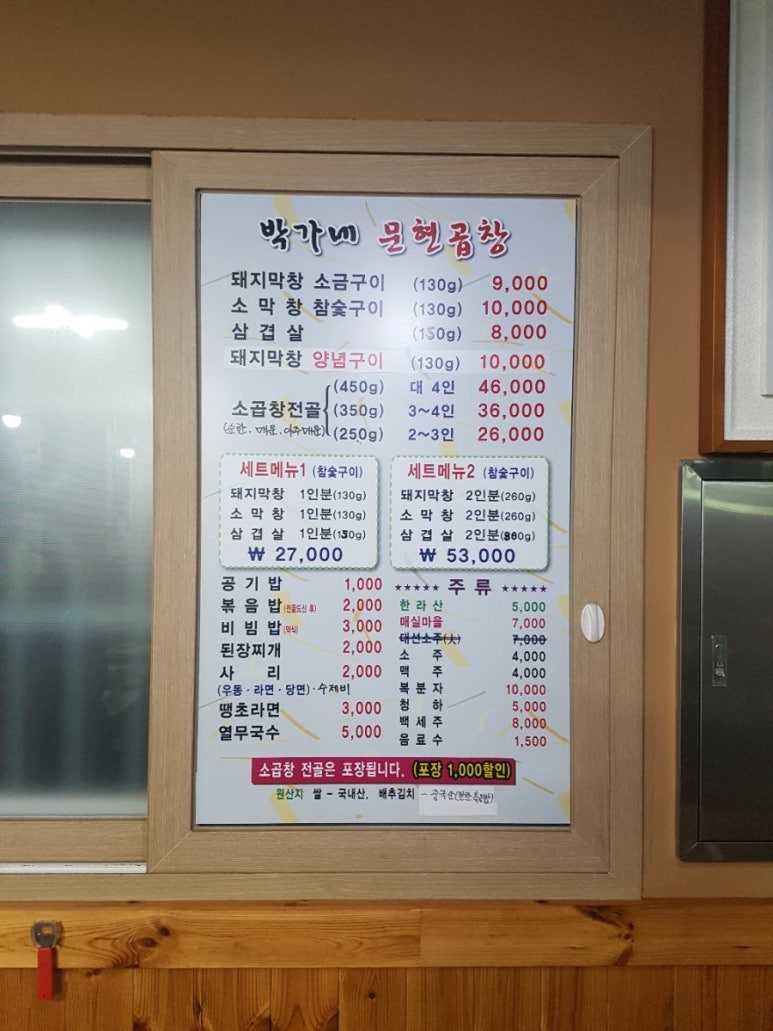 박가네 문현곱창
돼지막창 소금구이 (130g) 9,000
소 막 창 참숯구이 (130g) 10,000
삼 겹 살 (130g) 8,000
돼지막창 양념구이 (130g) 10,000
(450g) 대 4인 46,000
소곱창전골 (350g) 3~4인 36,000
(순한. 매운. 아주매운) (250g) 2~3인 26,000
세트메뉴1 (참숯구이)
돼지막창 1인분(130g)
소 막 창 1인분(130g)
삼 겹 살 1인분(130g)
₩ 27,000
세트메뉴2 (참숯구이)
돼지막창 2인분(260g)
소 막 창 2인분(260g)
삼 겹 살 2인분
₩ 53,000
공 기 밥 1,000
볶 음 밥 (전골드신 후) 2,000
비 빔 밥 (약식) 3,000
된장찌개 2,000
사 리 2,000
(우동·라면·당면)·수제비
땡초라면 3,000
열무국수 5,000
★★★★★ 주 류 ★★★★★
한 라 산 5,000
매실마을 7,000
대선소주(大) 7,000
소 주 4,000
맥 주 4,000
복 분 자 10,000
청 하 5,000
백 세 주 8,000
음 료 수 1,500
소곱창 전골은 포장됩니다. (포장 1,000할인)
원산지 쌀 - 국내산. 배추김치 - 중국산